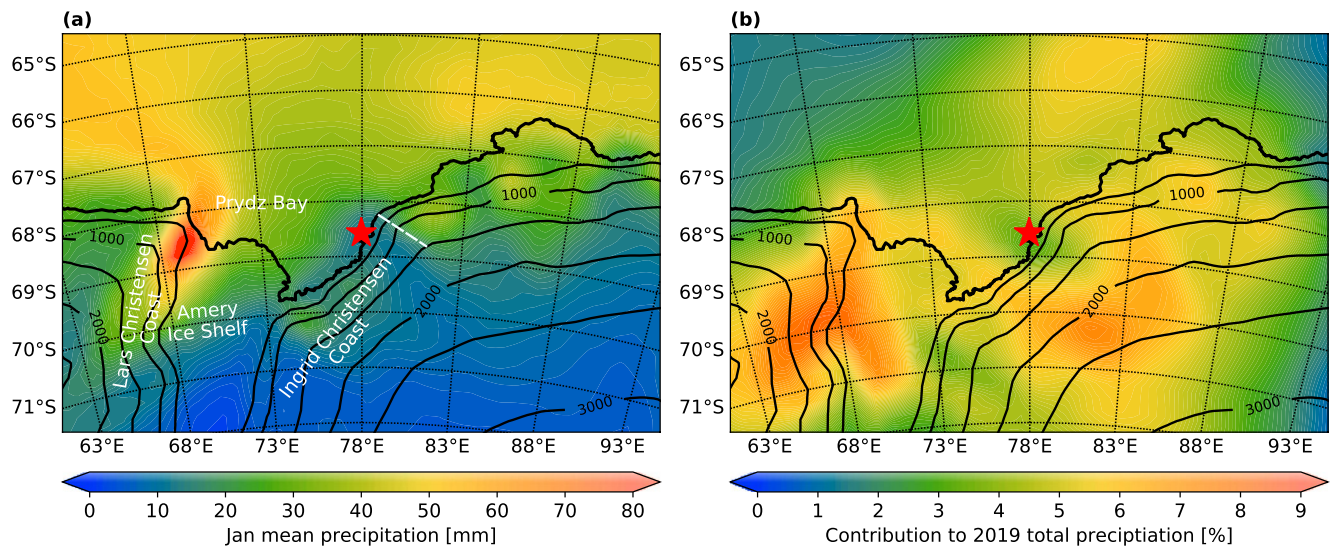 (a)
(b)
65°S
66°S
67°S
68°S
69°S
70°S
71°S
Prydz Bay
1000
1000
2000
2000
3000
Lars Christensen
Coast
Amery
Ice Shelf
Ingrid Christensen
Coast
63°E 68°E 73°E 78°E 83°E 88°E 93°E
0 10 20 30 40 50 60 70 80
Jan mean precipitation [mm]
65°S
66°S
67°S
68°S
69°S
70°S
71°S
1000
1000
2000
2000
3000
63°E 68°E 73°E 78°E 83°E 88°E 93°E
0 1 2 3 4 5 6 7 8 9
Contribution to 2019 total preciptiation [%]